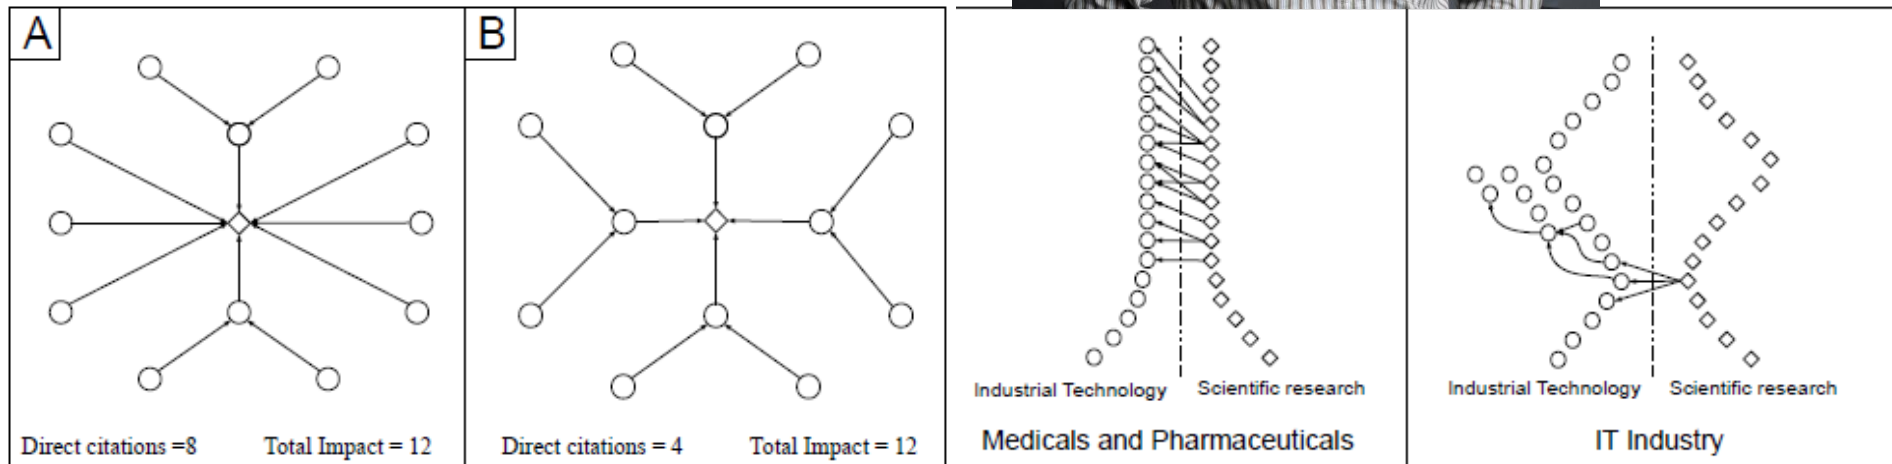 A
Direct citations =8 Total Impact = 12
B
Direct citations = 4 Total Impact = 12
Industrial Technology Scientific research
Medicals and Pharmaceuticals
Industrial Technology Scientific research
IT Industry